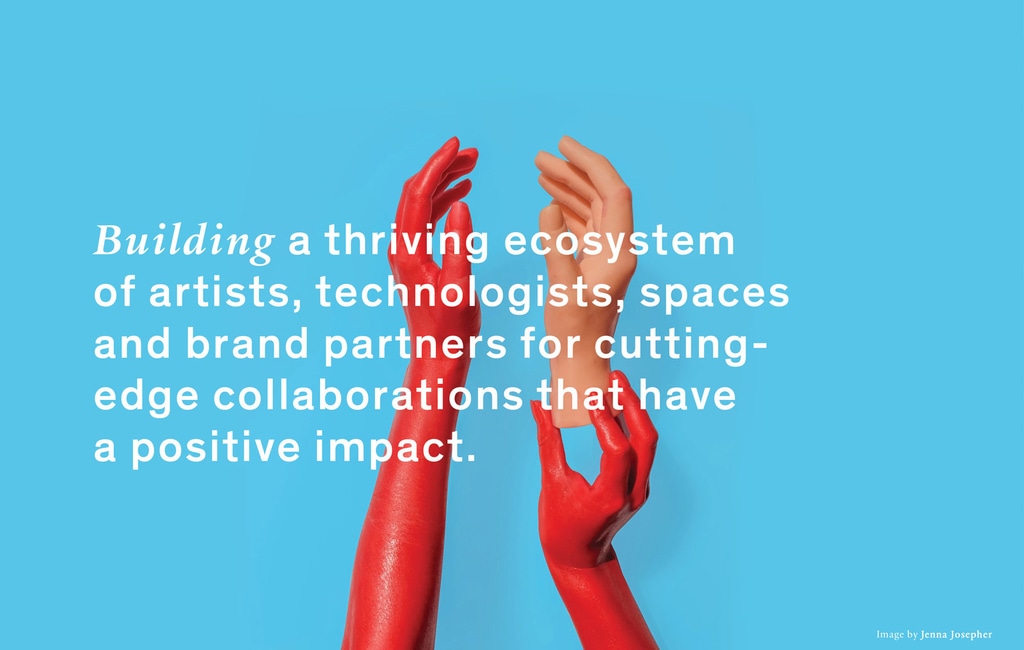 Building a thriving ecosystem
of artists, technologists, spaces
and brand partners for cutting-
edge collaborations that have
a positive impact.
Image by Jenna Josepher